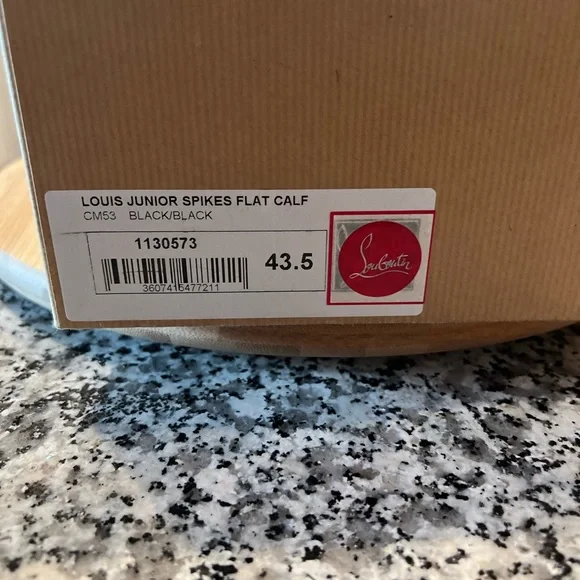 LOUIS JUNIOR SPIKES FLAT CALF
CM53 BLACK/BLACK
1130573
43.5
3607416477211
Louboutin